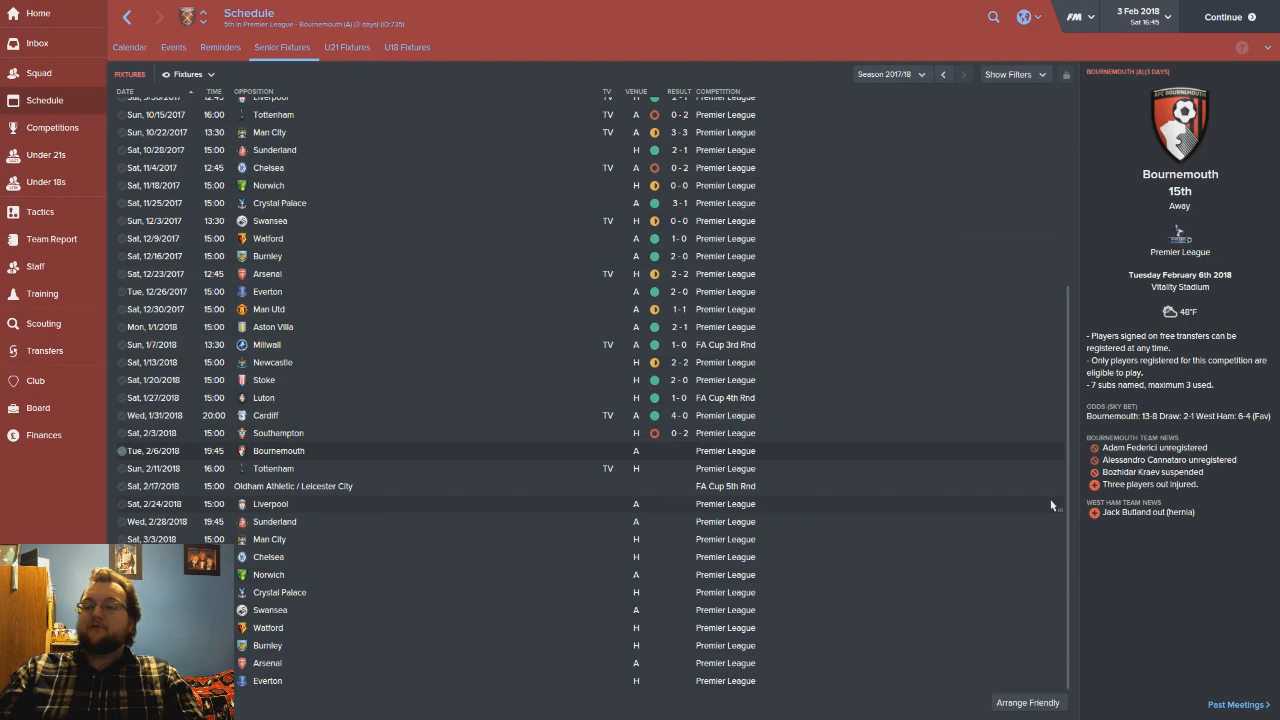 Home
Schedule
5th in Premier League - Bournemouth (A) (3 days) (ID:735)
FM
3 Feb 2018
Sat 16:45
Continue
Inbox
Calendar Events Reminders Senior Fixtures U21 Fixtures U18 Fixtures
Squad
FIXTURES Fixtures Season 2017/18 Show Filters
DATE TIME OPPOSITION TV VENUE RESULT COMPETITION
Liverpool TV H 2 - 1 Premier League
Sun, 10/15/2017 16:00 Tottenham TV A 0 - 2 Premier League
Sun, 10/22/2017 13:30 Man City TV A 3 - 3 Premier League
Sat, 10/28/2017 15:00 Sunderland H 2 - 1 Premier League
Sat, 11/4/2017 12:45 Chelsea TV A 0 - 2 Premier League
Sat, 11/18/2017 15:00 Norwich H 0 - 0 Premier League
Sat, 11/25/2017 15:00 Crystal Palace A 3 - 1 Premier League
Sun, 12/3/2017 13:30 Swansea TV H 0 - 0 Premier League
Sat, 12/9/2017 15:00 Watford A 1 - 0 Premier League
Sat, 12/16/2017 15:00 Burnley A 2 - 0 Premier League
Sat, 12/23/2017 12:45 Arsenal TV H 2 - 2 Premier League
Tue, 12/26/2017 15:00 Everton A 2 - 0 Premier League
Sat, 12/30/2017 15:00 Man Utd A 1 - 1 Premier League
Mon, 1/1/2018 15:00 Aston Villa A 2 - 1 Premier League
Sun, 1/7/2018 13:30 Millwall TV A 1 - 0 FA Cup 3rd Rnd
Sat, 1/13/2018 15:00 Newcastle H 2 - 2 Premier League
Sat, 1/20/2018 15:00 Stoke H 2 - 0 Premier League
Sat, 1/27/2018 15:00 Luton H 1 - 0 FA Cup 4th Rnd
Wed, 1/31/2018 20:00 Cardiff TV A 4 - 0 Premier League
Sat, 2/3/2018 15:00 Southampton H 0 - 2 Premier League
Tue, 2/6/2018 19:45 Bournemouth A Premier League
Sun, 2/11/2018 16:00 Tottenham TV H Premier League
Sat, 2/17/2018 15:00 Oldham Athletic / Leicester City FA Cup 5th Rnd
Sat, 2/24/2018 15:00 Liverpool A Premier League
Wed, 2/28/2018 19:45 Sunderland A Premier League
Sat, 3/3/2018 15:00 Man City H Premier League
Chelsea H Premier League
Norwich A Premier League
Crystal Palace H Premier League
Swansea A Premier League
Watford H Premier League
Burnley H Premier League
Arsenal A Premier League
Everton H Premier League
Arrange Friendly
Schedule
Competitions
Under 21s
Under 18s
Tactics
Team Report
Staff
Training
Scouting
Transfers
Club
Board
Finances
BOURNEMOUTH (A) (3 DAYS)
Bournemouth
15th
Away
Premier League
Tuesday February 6th 2018
Vitality Stadium
48°F
- Players signed on free transfers can be
registered at any time.
- Only players registered for this competition are
eligible to play.
- 7 subs named, maximum 3 used.
ODDS (SKY BET)
Bournemouth: 13-8 Draw: 2-1 West Ham: 6-4 (Fav)
BOURNEMOUTH TEAM NEWS
Adam Federici unregistered
Alessandro Cannataro unregistered
Bozhidar Kraev suspended
Three players out injured.
WEST HAM TEAM NEWS
Jack Butland out (hernia)
Past Meetings >